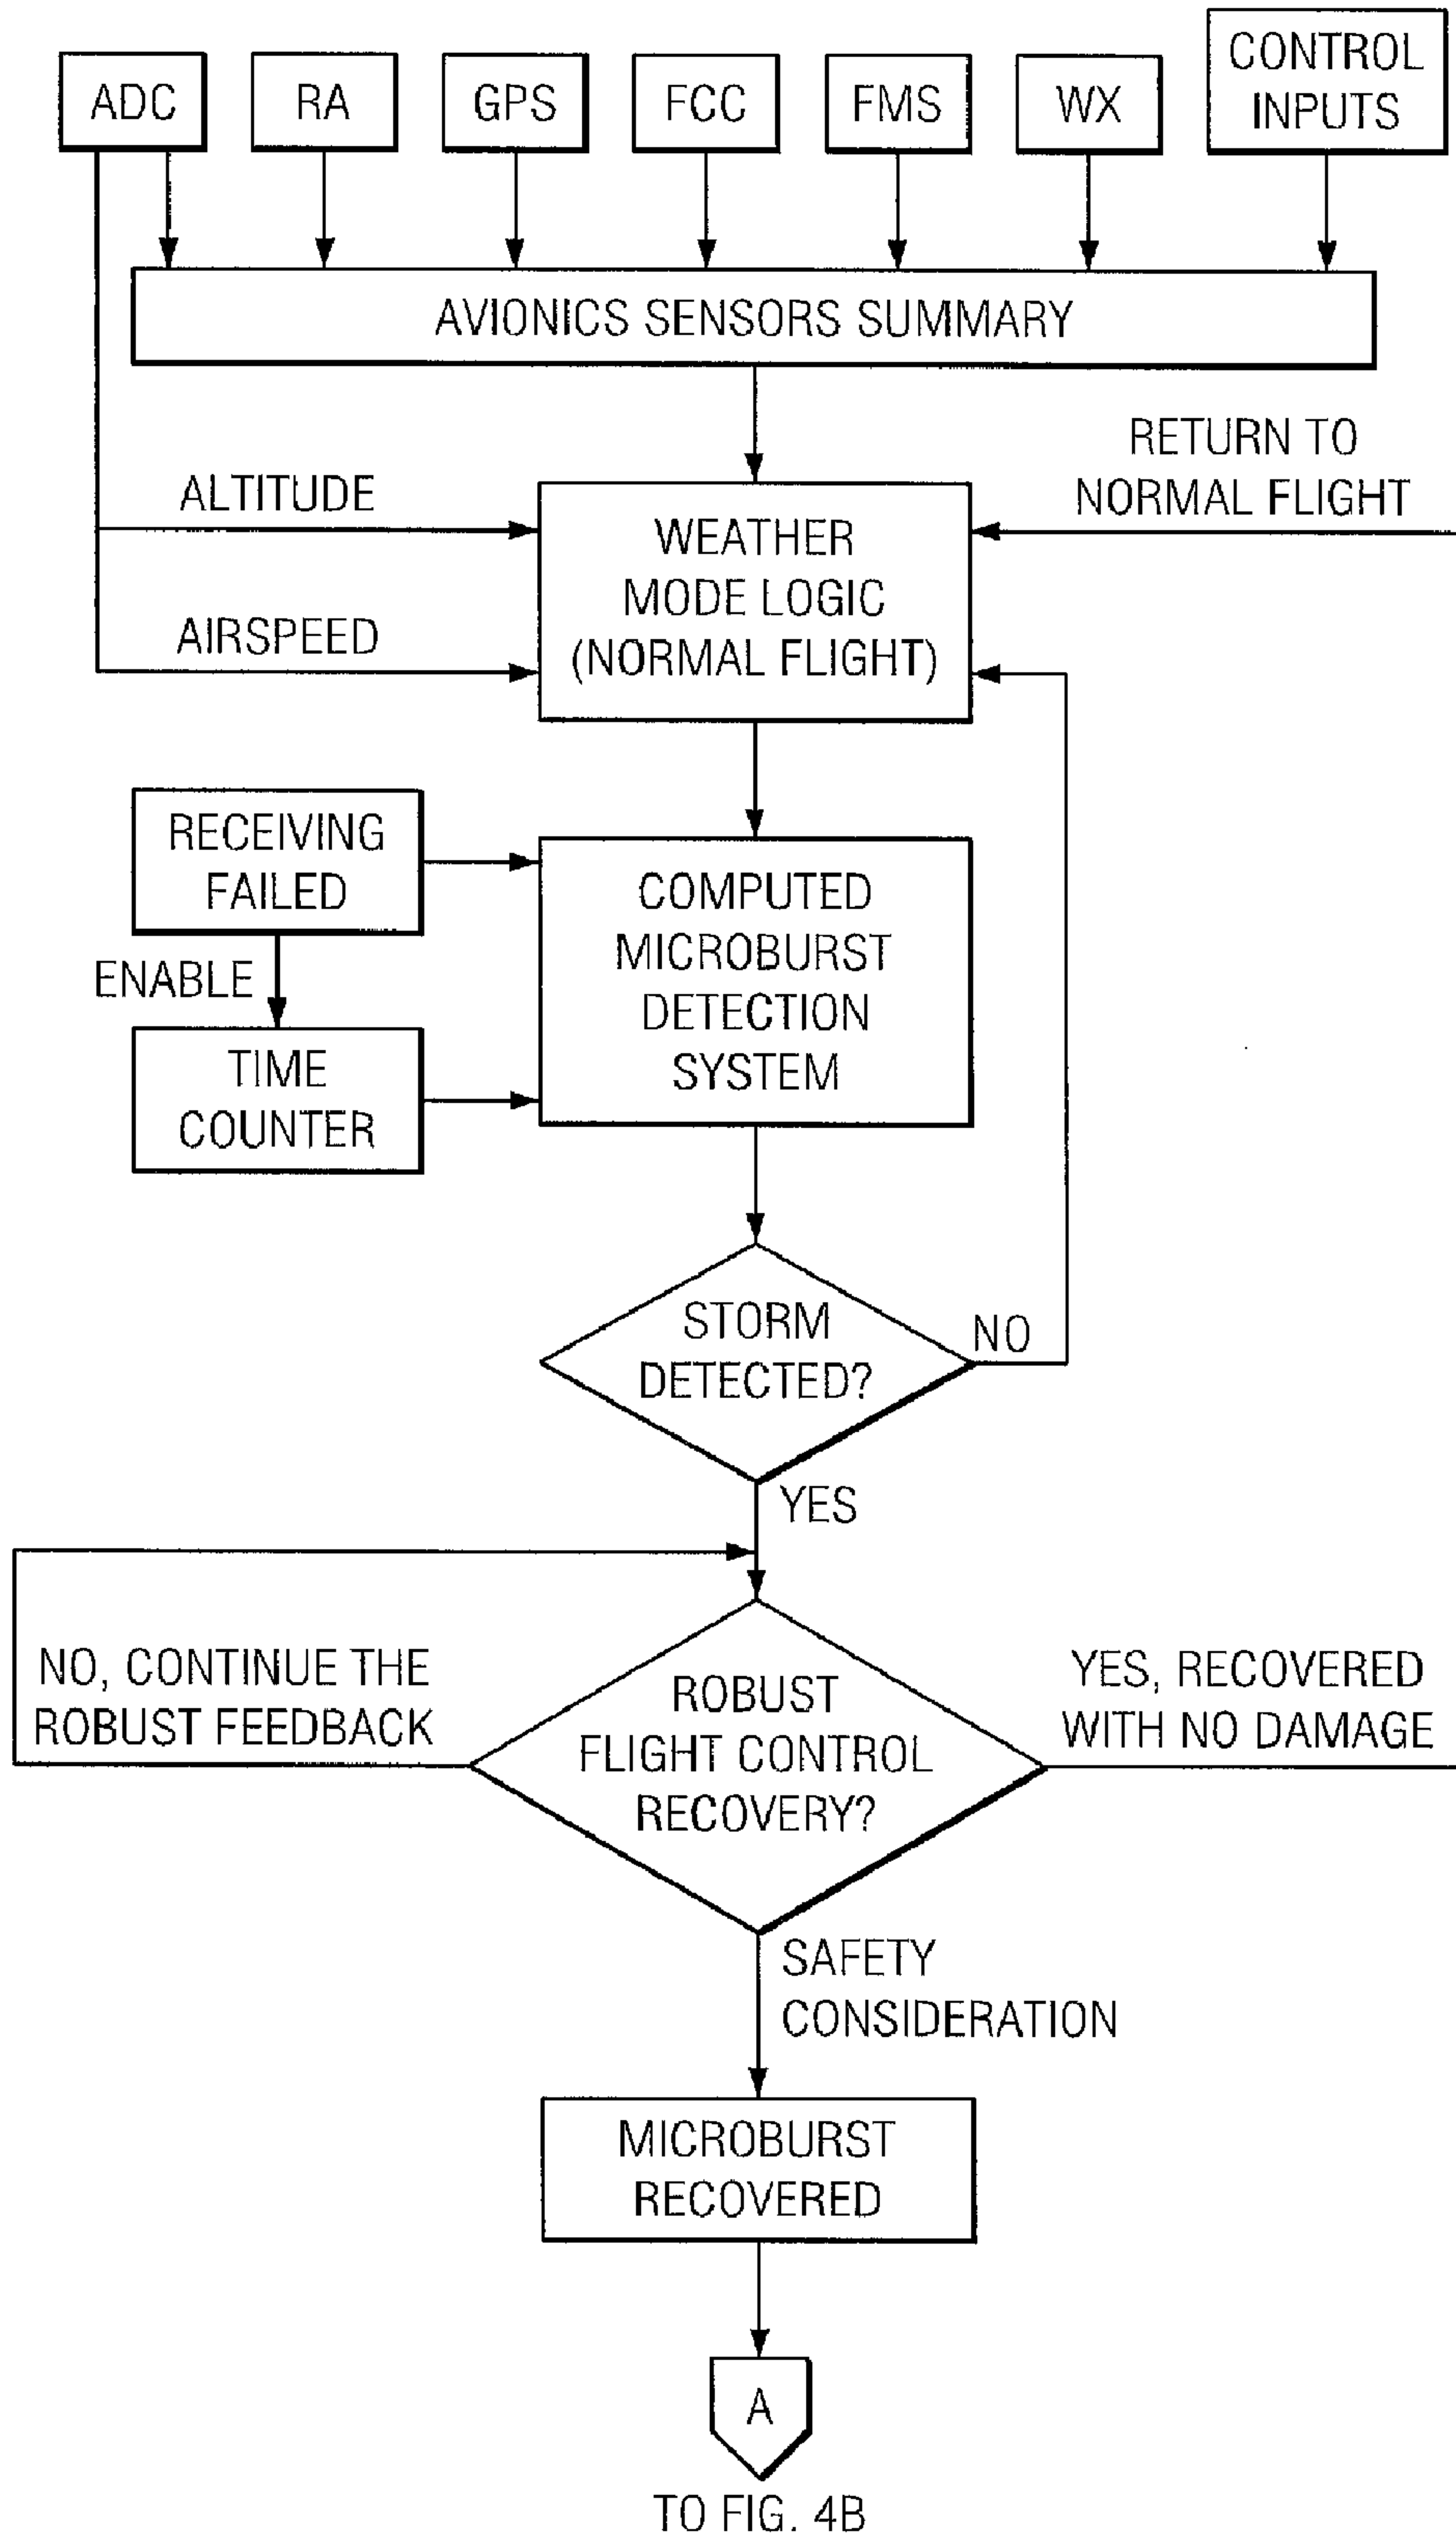 ADC
RA
GPS
FCC
FMS
WX
CONTROL
INPUTS
AVIONICS SENSORS SUMMARY
RETURN TO
NORMAL FLIGHT
ALTITUDE
AIRSPEED
WEATHER
MODE LOGIC
(NORMAL FLIGHT)
RECEIVING
FAILED
ENABLE
TIME
COUNTER
COMPUTED
MICROBURST
DETECTION
SYSTEM
STORM
DETECTED?
NO
YES
NO, CONTINUE THE
ROBUST FEEDBACK
ROBUST
FLIGHT CONTROL
RECOVERY?
YES, RECOVERED
WITH NO DAMAGE
SAFETY
CONSIDERATION
MICROBURST
RECOVERED
A
TO FIG. 4B